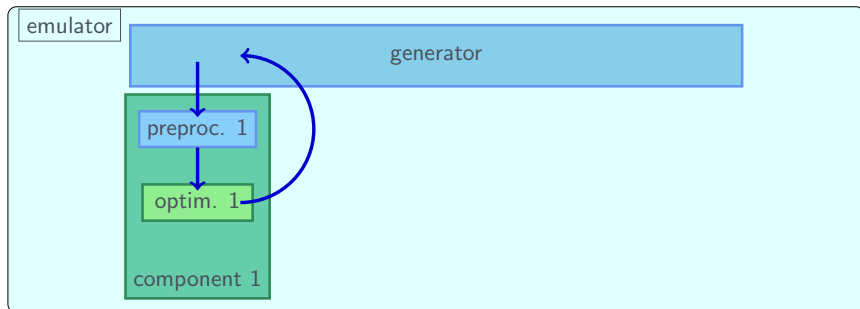 emulator
generator
preproc. 1
optim. 1
component 1